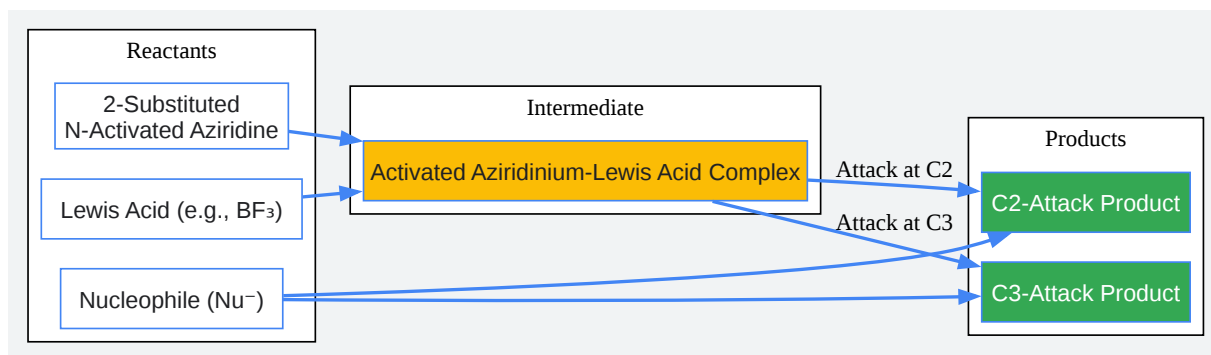 Reactants
2-Substituted
N-Activated Aziridine
Lewis Acid (e.g., BF₃)
Nucleophile (Nu⁻)
Intermediate
Activated Aziridinium-Lewis Acid Complex
Attack at C2
Attack at C3
Products
C2-Attack Product
C3-Attack Product